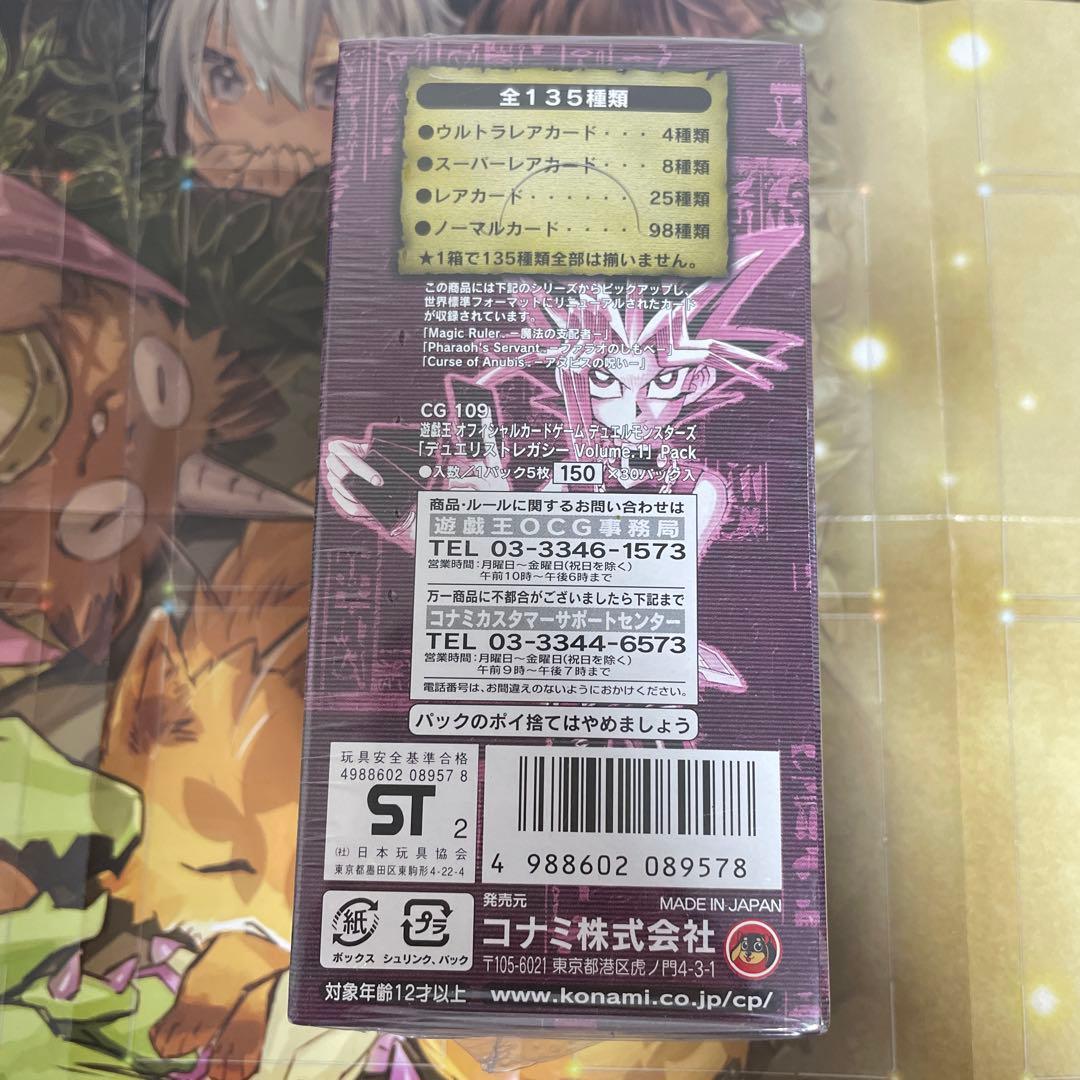 全135種類
●ウルトラレアカード・・・ 4種類
●スーパーレアカード・・・ 8種類
●レアカード・・・・・・ 25種類
●ノーマルカード・・・・ 98種類
★1箱で135種類全部は揃いません。
この商品には下記のシリーズからピックアップし、
世界標準フォーマットにリニューアルされたカード
が収録されています。
「Magic Ruler -魔法の支配者-」
「Pharaoh's Servant -ファラオのしもべ-」
「Curse of Anubis -アヌビスの呪い-」
CG 109
遊戯王 オフィシャルカードゲーム デュエルモンスターズ
「デュエリストレガシー Volume.1」 Pack
●入数/1パック5枚 150 ×30パック入
商品・ルールに関するお問い合わせは
遊戯王OCG事務局
TEL 03-3346-1573
営業時間:月曜日~金曜日(祝日を除く)
午前10時~午後6時まで
万一商品に不都合がございましたら下記まで
コナミカスタマーサポートセンター
TEL 03-3344-6573
営業時間:月曜日~金曜日(祝日を除く)
午前9時~午後7時まで
電話番号は、お間違えのないようにおかけください。
パックのポイ捨てはやめましょう
玩具安全基準合格
4988602 08957 8
ST 2
(社)日本玩具協会
東京都墨田区東駒形4-22-4
4 988602 089578
紙
ボックス
プラ
シュリンク、パック
発売元
MADE IN JAPAN
コナミ株式会社
〒105-6021 東京都港区虎ノ門4-3-1
対象年齢12才以上
www.konami.co.jp/cp/